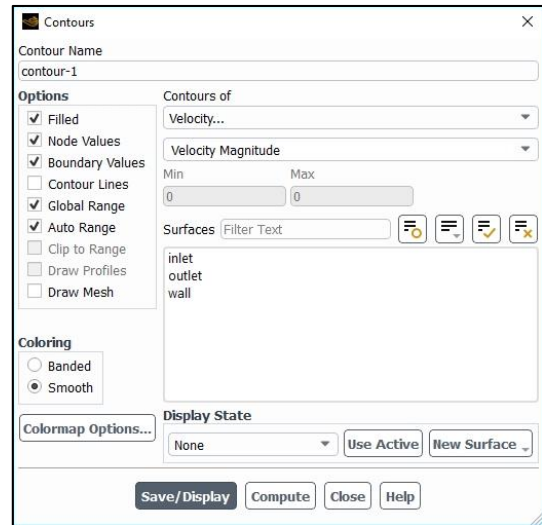 Contours
Contour Name
contour-1
Options
Filled
Node Values
Boundary Values
Contour Lines
Global Range
Auto Range
Clip to Range
Draw Profiles
Draw Mesh
Coloring
Banded
Smooth
Colormap Options...
Contours of
Velocity...
Velocity Magnitude
Min Max
0 0
Surfaces Filter Text
inlet
outlet
wall
Display State
None Use Active New Surface
Save/Display Compute Close Help